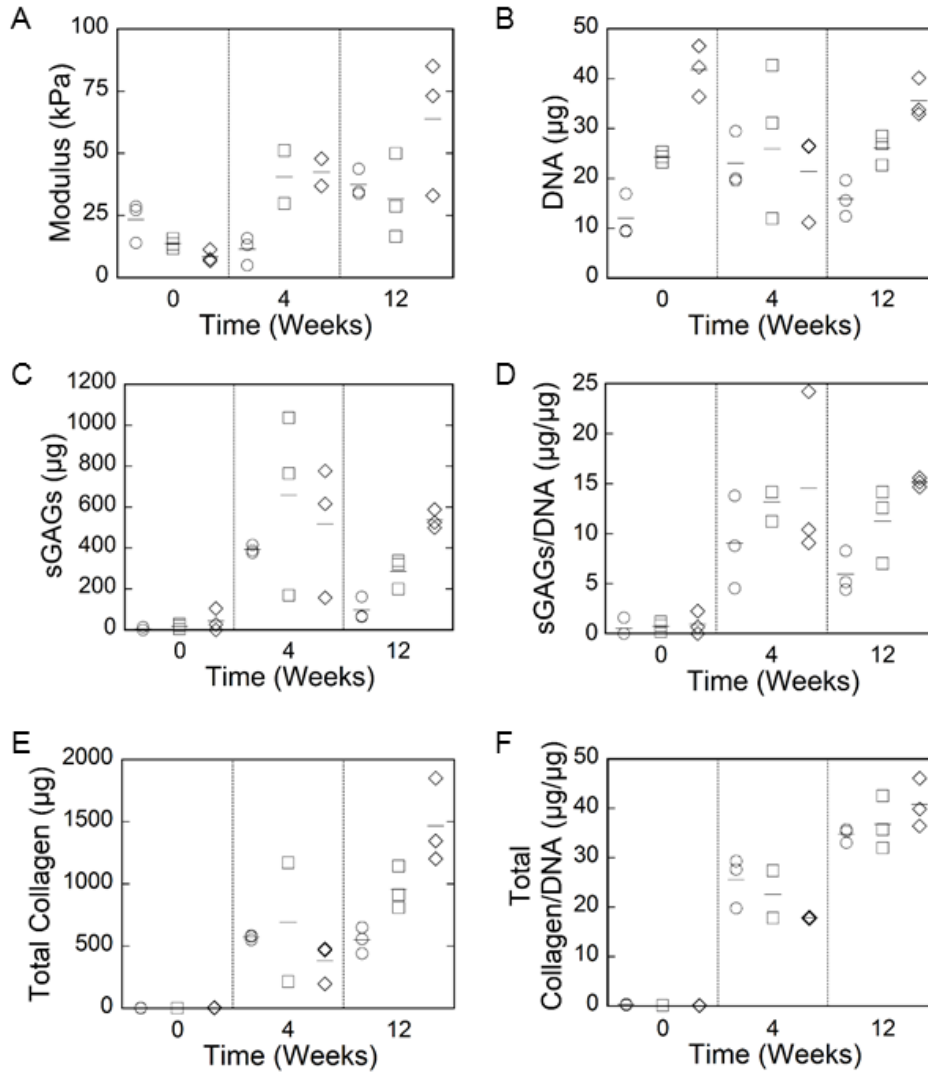 A
Modulus (kPa)
100
75
50
25
0
0 4 12
Time (Weeks)
B
DNA (µg)
50
40
30
20
10
0
0 4 12
Time (Weeks)
C
sGAGs (µg)
1200
1000
800
600
400
200
0
0 4 12
Time (Weeks)
D
sGAGs/DNA (µg/µg)
25
20
15
10
5
0
0 4 12
Time (Weeks)
E
Total Collagen (µg)
2000
1500
1000
500
0
0 4 12
Time (Weeks)
F
Total
Collagen/DNA (µg/µg)
50
40
30
20
10
0
0 4 12
Time (Weeks)